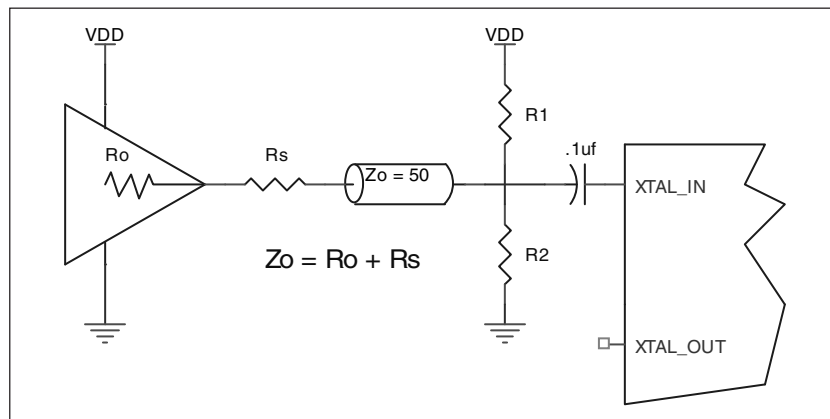 VDD
VDD
R1
Ro
Rs
Zo = 50
.1uf
XTAL_IN
Zo = Ro + Rs
R2
XTAL_OUT